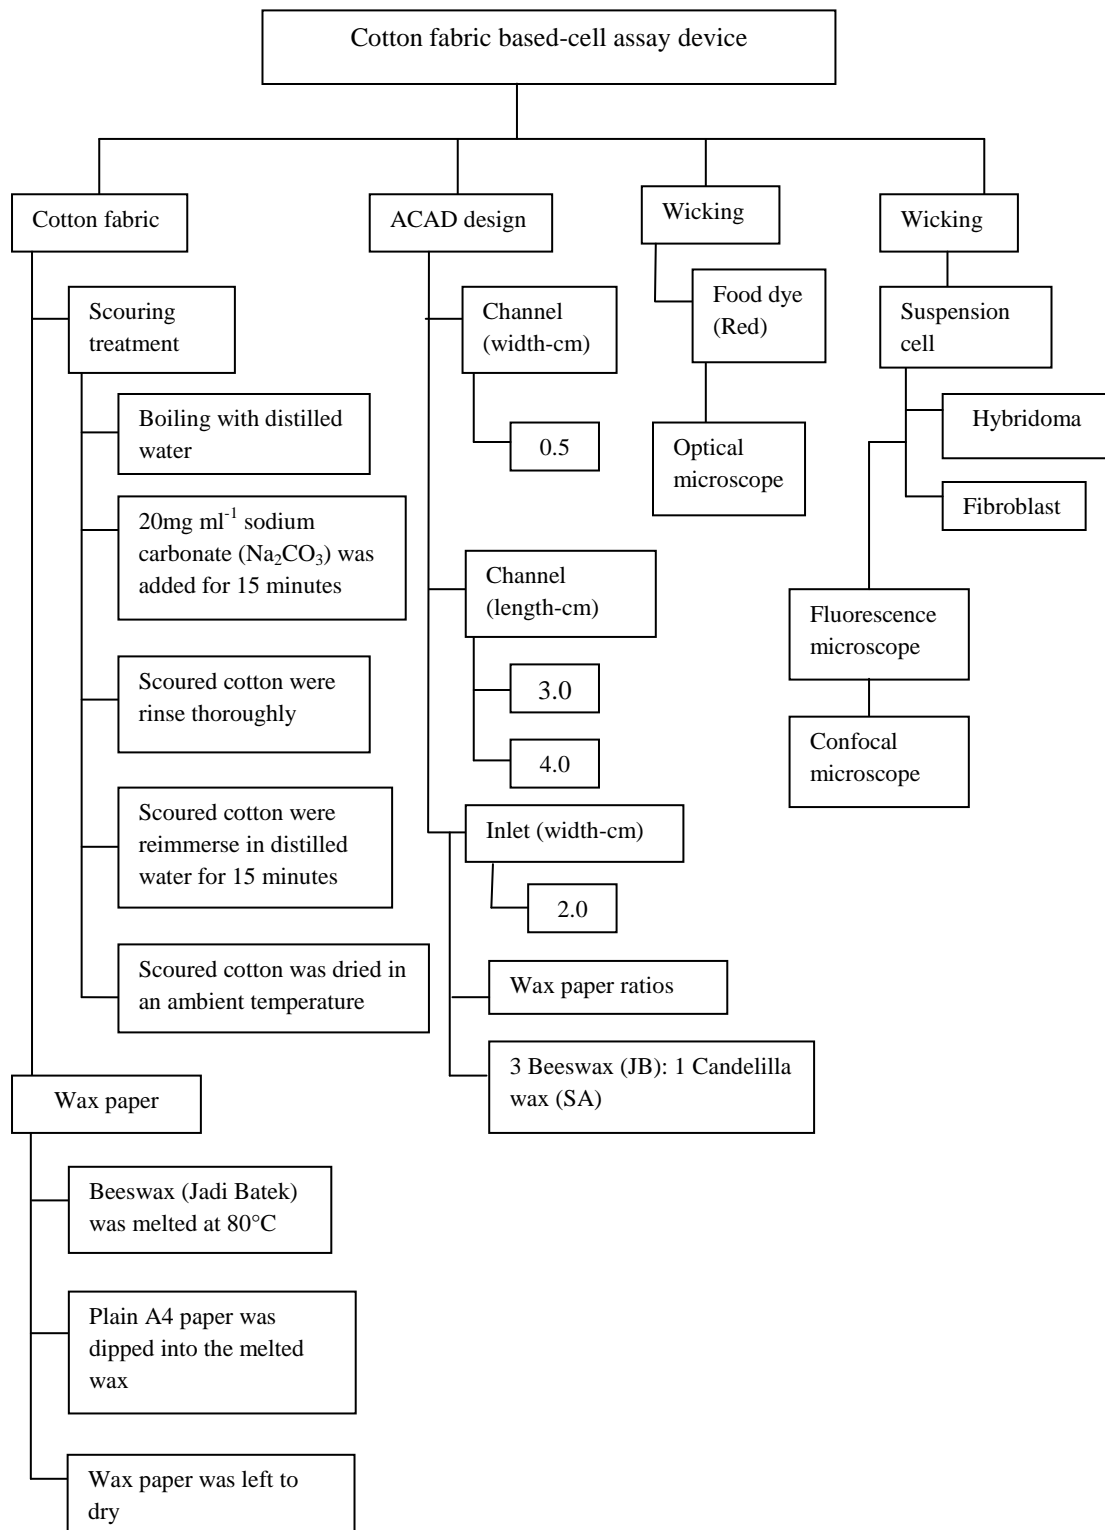 Cotton fabric based-cell assay device
Cotton fabric
Scouring
treatment
Boiling with distilled
water
20mg ml⁻¹ sodium
carbonate (Na₂CO₃) was
added for 15 minutes
Scoured cotton were
rinse thoroughly
Scoured cotton were
reimmerse in distilled
water for 15 minutes
Scoured cotton was dried in
an ambient temperature
Wax paper
Beeswax (Jadi Batek)
was melted at 80°C
Plain A4 paper was
dipped into the melted
wax
Wax paper was left to
dry
ACAD design
Channel
(width-cm)
0.5
Channel
(length-cm)
3.0
4.0
Inlet (width-cm)
2.0
Wax paper ratios
3 Beeswax (JB): 1 Candelilla
wax (SA)
Wicking
Food dye
(Red)
Optical
microscope
Wicking
Suspension
cell
Hybridoma
Fibroblast
Fluorescence
microscope
Confocal
microscope